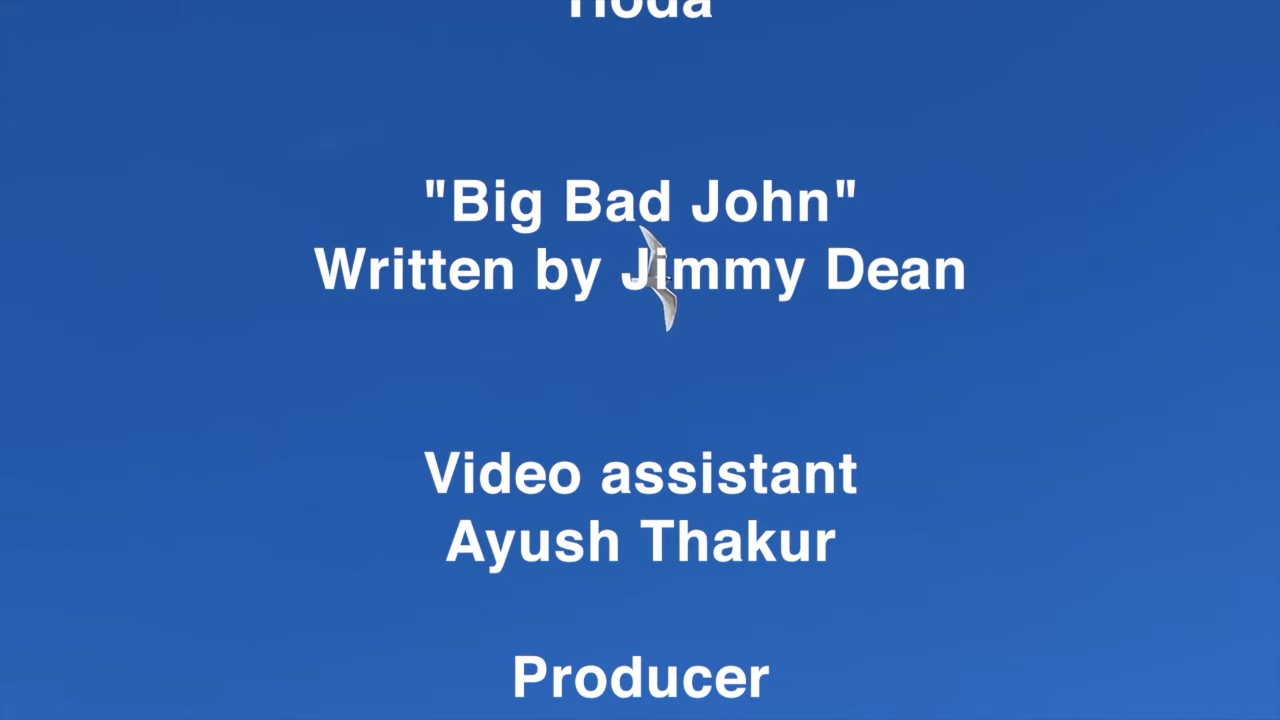 "Big Bad John"
Written by Jimmy Dean
Video assistant
Ayush Thakur
Producer